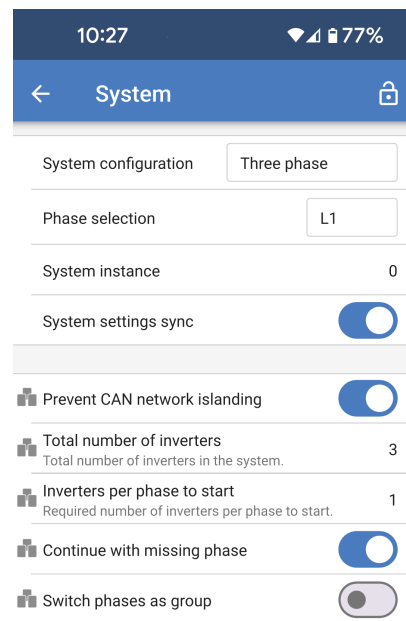 10:27 77%
System
System configuration Three phase
Phase selection L1
System instance 0
System settings sync
Prevent CAN network islanding
Total number of inverters
Total number of inverters in the system.
3
Inverters per phase to start
Required number of inverters per phase to start.
1
Continue with missing phase
Switch phases as group